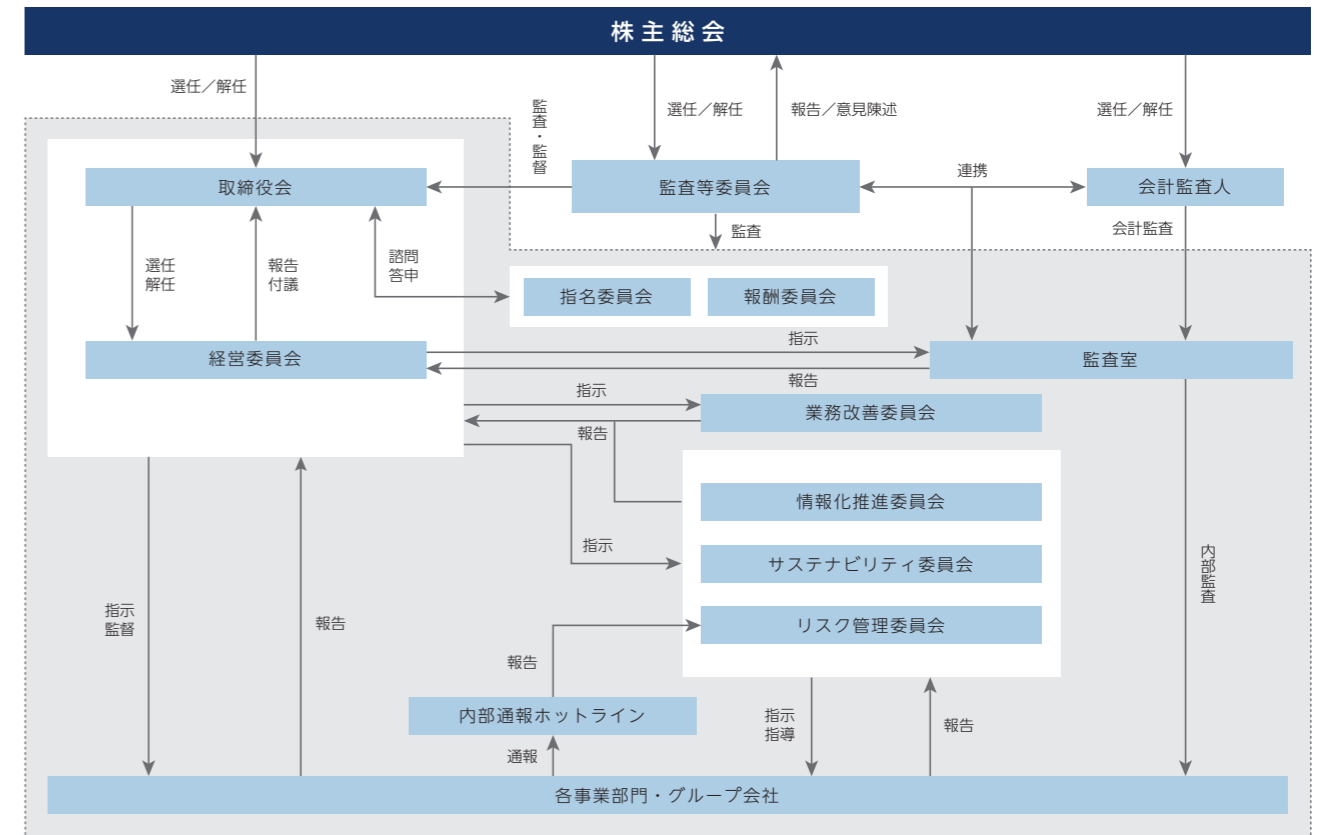 株主総会
選任／解任
監査・監督
選任／解任
報告／意見陳述
選任／解任
取締役会
監査等委員会
連携
会計監査人
選任
解任
報告
付議
諮問
答申
監査
会計監査
指名委員会
報酬委員会
経営委員会
指示
報告
監査室
指示
報告
業務改善委員会
情報化推進委員会
指示
サステナビリティ委員会
内部監査
指示
監督
報告
リスク管理委員会
報告
内部通報ホットライン
指示
指導
報告
通報
各事業部門・グループ会社